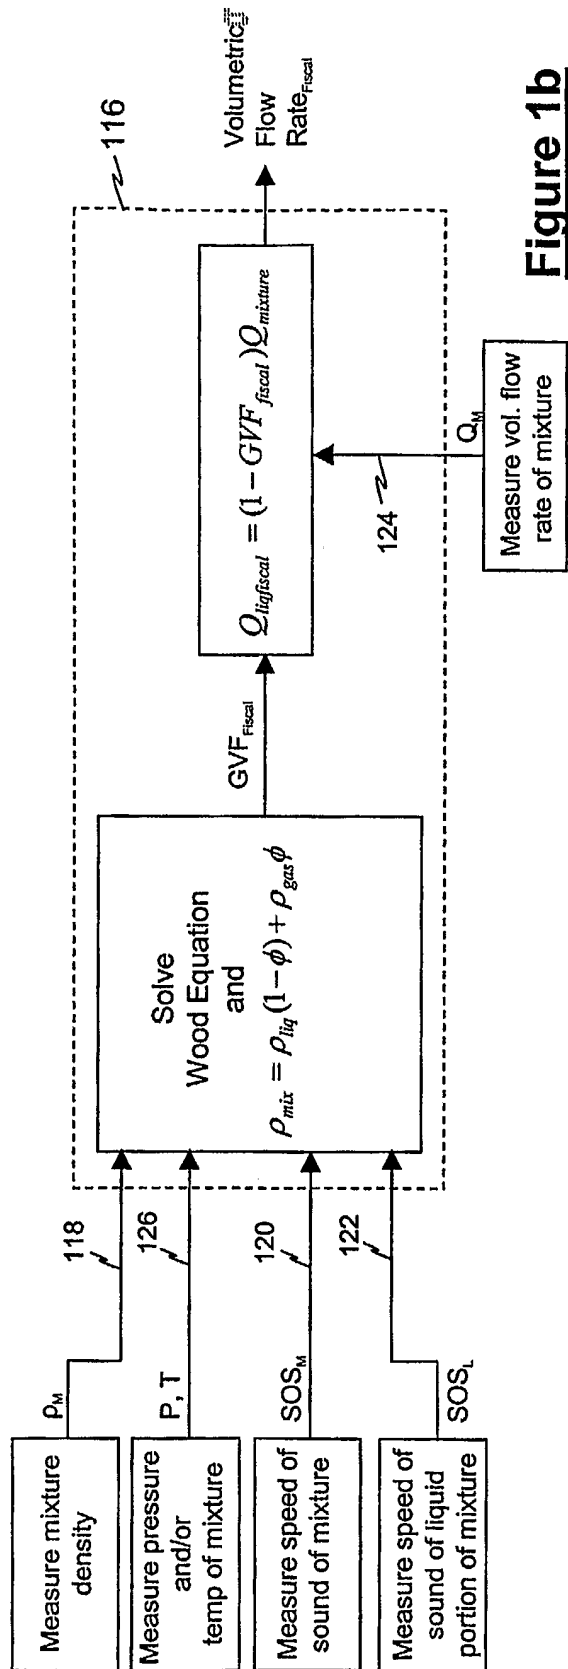 Measure mixture
density
ρM
118
Measure pressure
and/or
temp of mixture
P, T
126
Measure speed of
sound of mixture
SOSM
120
Measure speed of
sound of liquid
portion of mixture
SOSL
122
Solve
Wood Equation
and
ρmix = ρliq (1 − ϕ) + ρgas ϕ
GVFFiscal
Qliqfiscal = (1 − GVF fiscal )Qmixture
116
Volumetric
Flow
RateFiscal
124
QM
Measure vol. flow
rate of mixture
Figure 1b